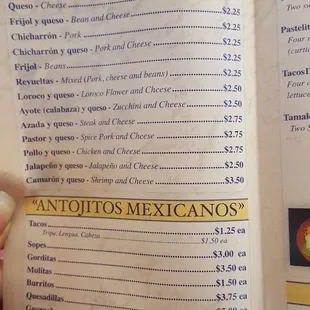 Queso - Cheese
Frijol y queso - Bean and Cheese $2.25
Chicharrón - Pork $2.25
Chicharrón y queso - Pork and Cheese $2.25
Frijol - Beans $2.25
Revueltas - Mixed (Pork, cheese and beans) $2.25
Loroco y queso - Loroco Flower and Cheese $2.50
Ayote (calabaza) y queso - Zucchini and Cheese $2.50
Azada y queso - Steak and Cheese $2.75
Pastor y queso - Spice Pork and Cheese $2.75
Pollo y queso - Chicken and Cheese $2.75
Jalapeño y queso - Jalapeño and Cheese $2.50
Camarón y queso - Shrimp and Cheese $3.50
"ANTOJITOS MEXICANOS"
Tacos $1.25 ea
Tripe, Lengua, Cabeza $1.50 ea
Sopes $3.00 ea
Gorditas $3.50 ea
Mulitas $1.50 ea
Burritos $3.75 ea
Quesadillas
Two s
Pastelit
Four
(curti
Tacos
Four
lettuce
Tamal
Two S